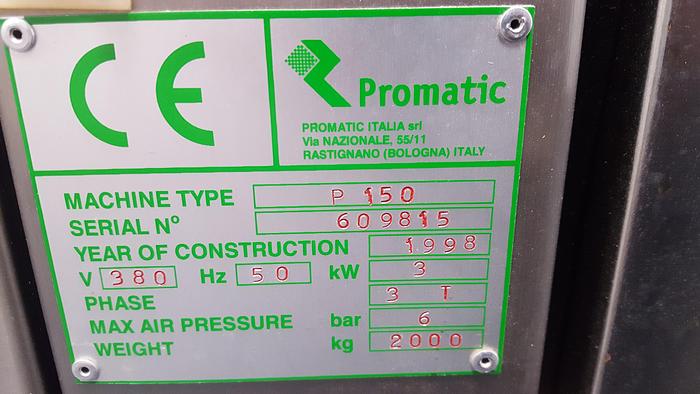 CE
Promatic
PROMATIC ITALIA srl
Via NAZIONALE, 55/11
RASTIGNANO (BOLOGNA) ITALY
MACHINE TYPE P 150
SERIAL Nº 609815
YEAR OF CONSTRUCTION 1998
V 380 Hz 50 kW 3
PHASE 3 T
MAX AIR PRESSURE bar 6
WEIGHT kg 2000